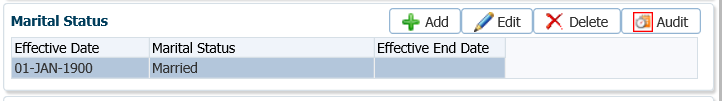 Marital Status Add Edit Delete Audit
Effective Date Marital Status Effective End Date
01-JAN-1900 Married